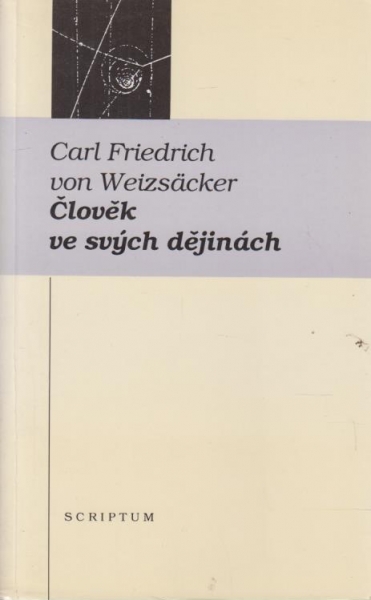 Carl Friedrich
von Weizsäcker
Člověk
ve svých dějinách
SCRIPTUM